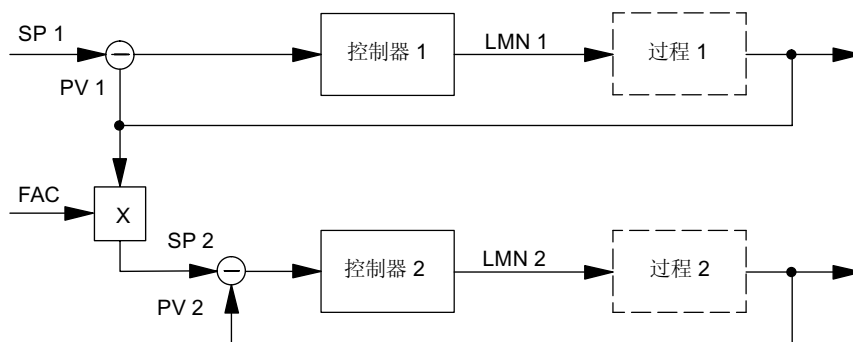 SP 1
控制器 1
LMN 1
过程 1
PV 1
FAC
X
SP 2
控制器 2
LMN 2
过程 2
PV 2